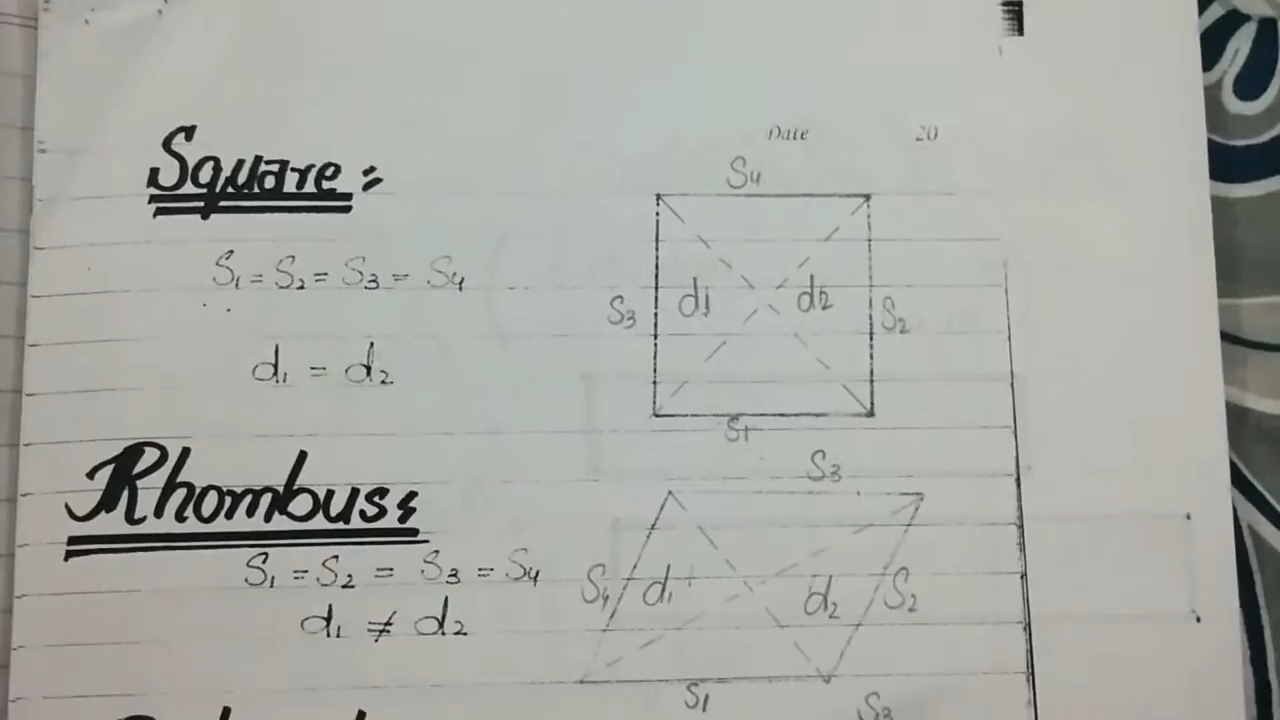 Date 20
Square:
S₁ = S₂ = S₃ = S₄
d₁ = d₂
S₄
S₃ d1 d2 S₂
S₁
Rhombus:
S₁ = S₂ = S₃ = S₄
d₁ ≠ d₂
S₃
S₄ d₁ d₂ S₂
S₁
S₃